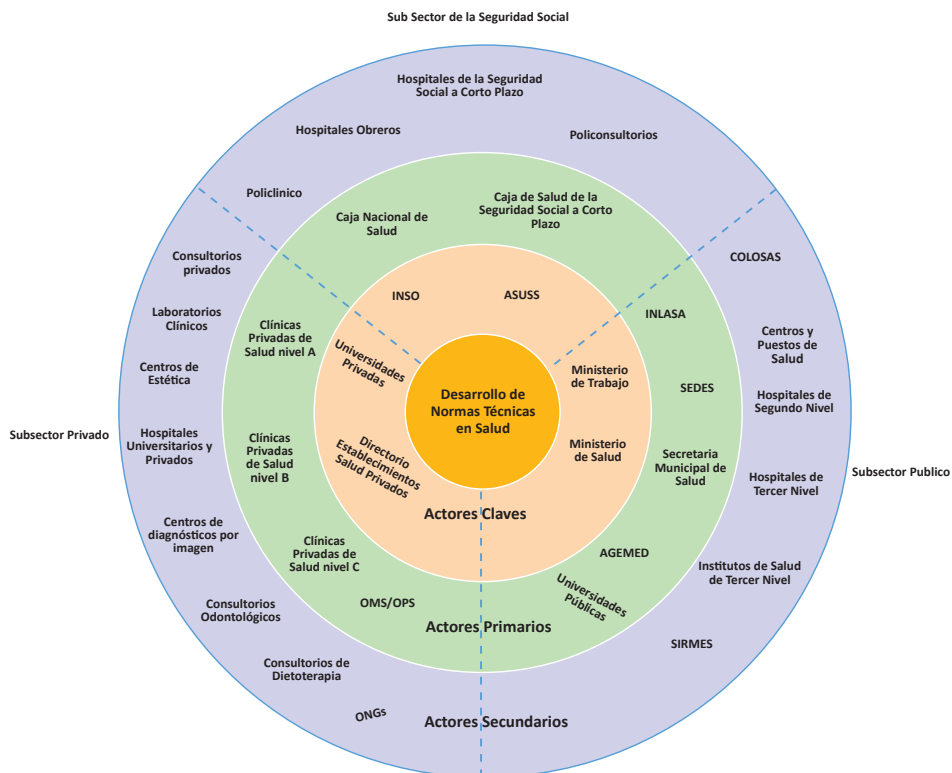 Sub Sector de la Seguridad Social
Hospitales de la Seguridad
Social a Corto Plazo
Hospitales Obreros
Policonsultorios
Policlinico
Caja Nacional de
Salud
Caja de Salud de la
Seguridad Social a Corto
Plazo
Consultorios
privados
COLOSAS
INSO
ASUSS
Laboratorios
Clínicos
Clínicas
Privadas de
Salud nivel A
INLASA
Centros y
Puestos de
Salud
Universidades
Privadas
Ministerio
de Trabajo
Centros de
Estética
SEDES
Desarrollo de
Normas Técnicas
en Salud
Hospitales de
Segundo Nivel
Subsector Privado
Hospitales
Universitarios y
Privados
Clínicas
Privadas
de Salud
nivel B
Directorio
Establecimientos
Salud Privados
Ministerio
de Salud
Secretaria
Municipal de
Salud
Hospitales de
Tercer Nivel
Subsector Publico
Actores Claves
Centros de
diagnósticos por
imagen
Clínicas
Privadas de
Salud nivel C
AGEMED
Institutos de Salud
de Tercer Nivel
Universidades
Públicas
OMS/OPS
Consultorios
Odontológicos
Actores Primarios
SIRMES
Consultorios de
Dietoterapia
ONGs
Actores Secundarios